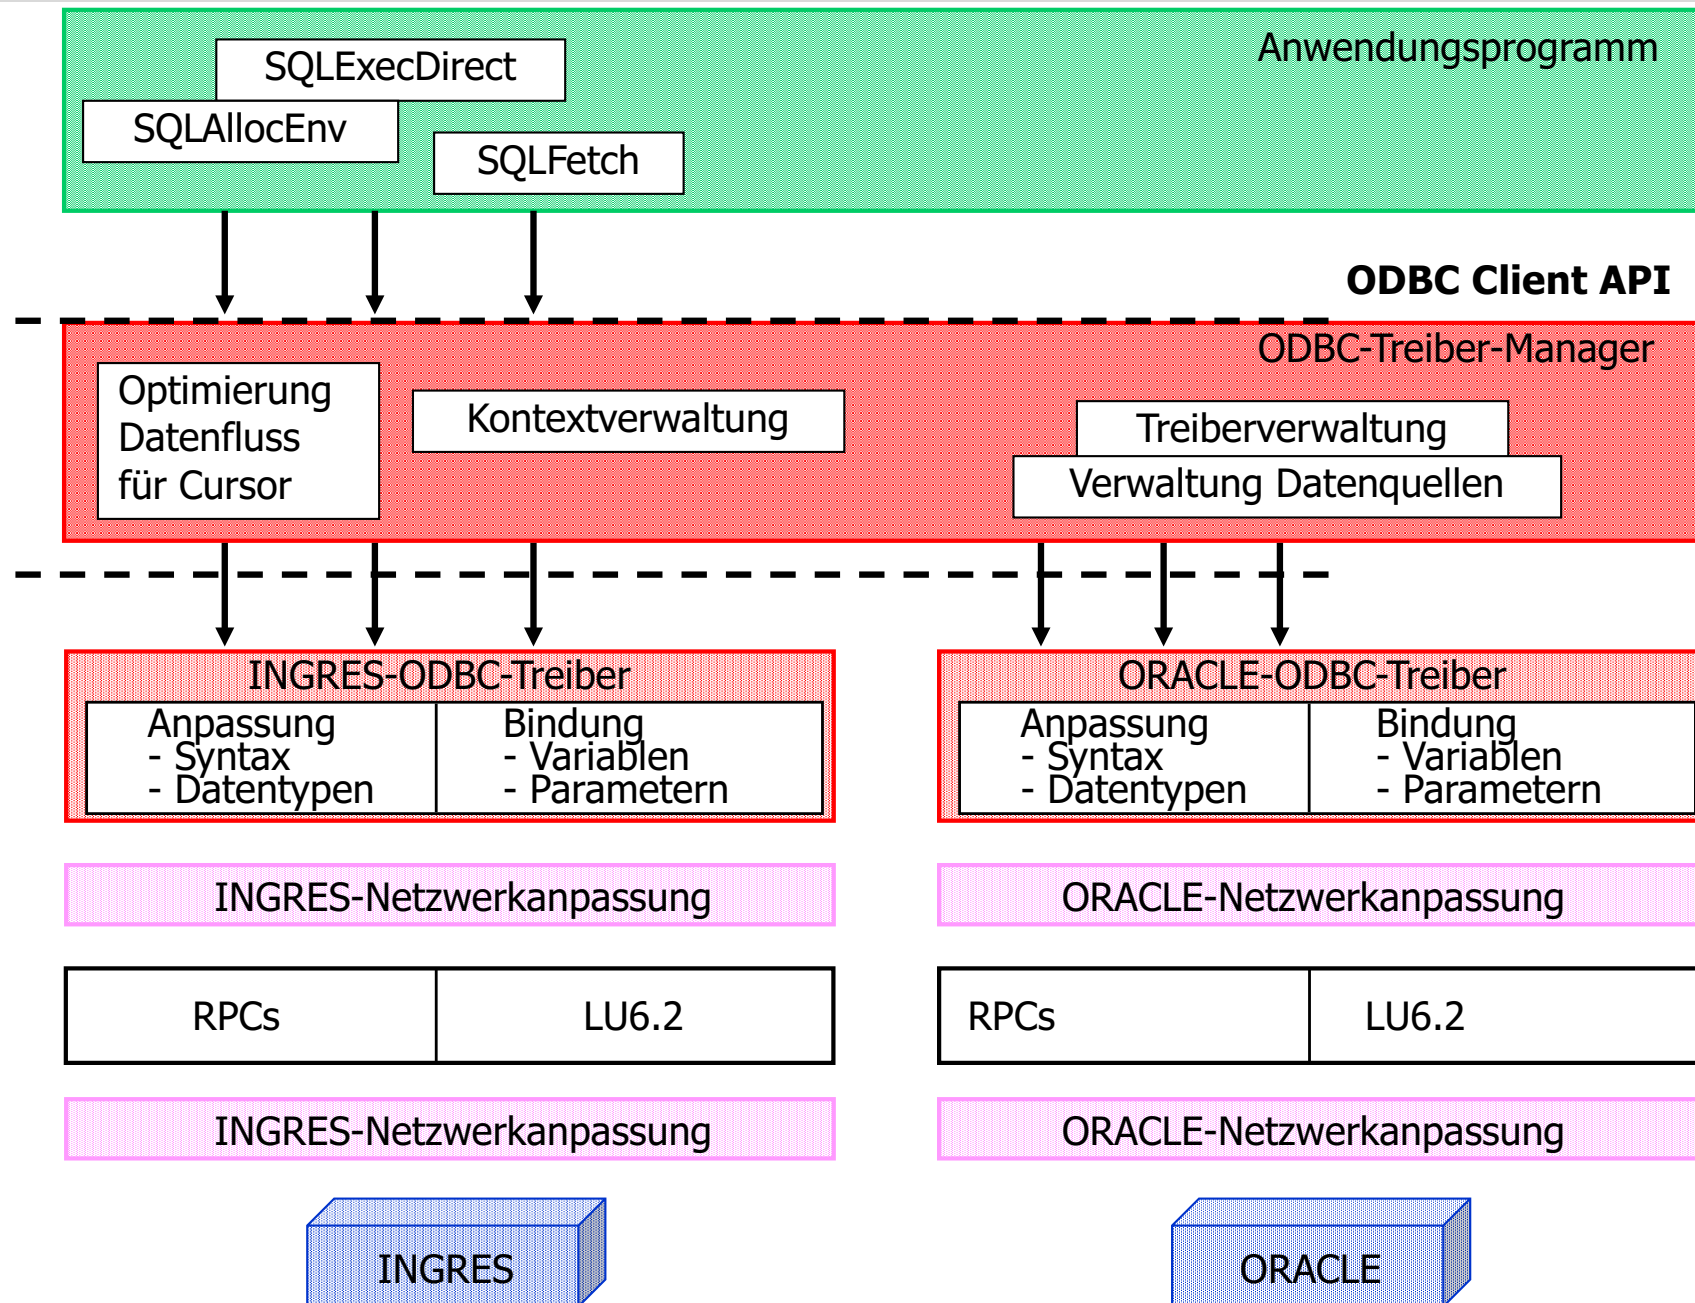 Anwendungsprogramm
SQLExecDirect
SQLAllocEnv
SQLFetch
ODBC Client API
ODBC-Treiber-Manager
Optimierung
Datenfluss
für Cursor
Kontextverwaltung
Treiberverwaltung
Verwaltung Datenquellen
INGRES-ODBC-Treiber
Anpassung
- Syntax
- Datentypen
Bindung
- Variablen
- Parametern
ORACLE-ODBC-Treiber
Anpassung
- Syntax
- Datentypen
Bindung
- Variablen
- Parametern
INGRES-Netzwerkanpassung
ORACLE-Netzwerkanpassung
RPCs
LU6.2
RPCs
LU6.2
INGRES-Netzwerkanpassung
ORACLE-Netzwerkanpassung
INGRES
ORACLE